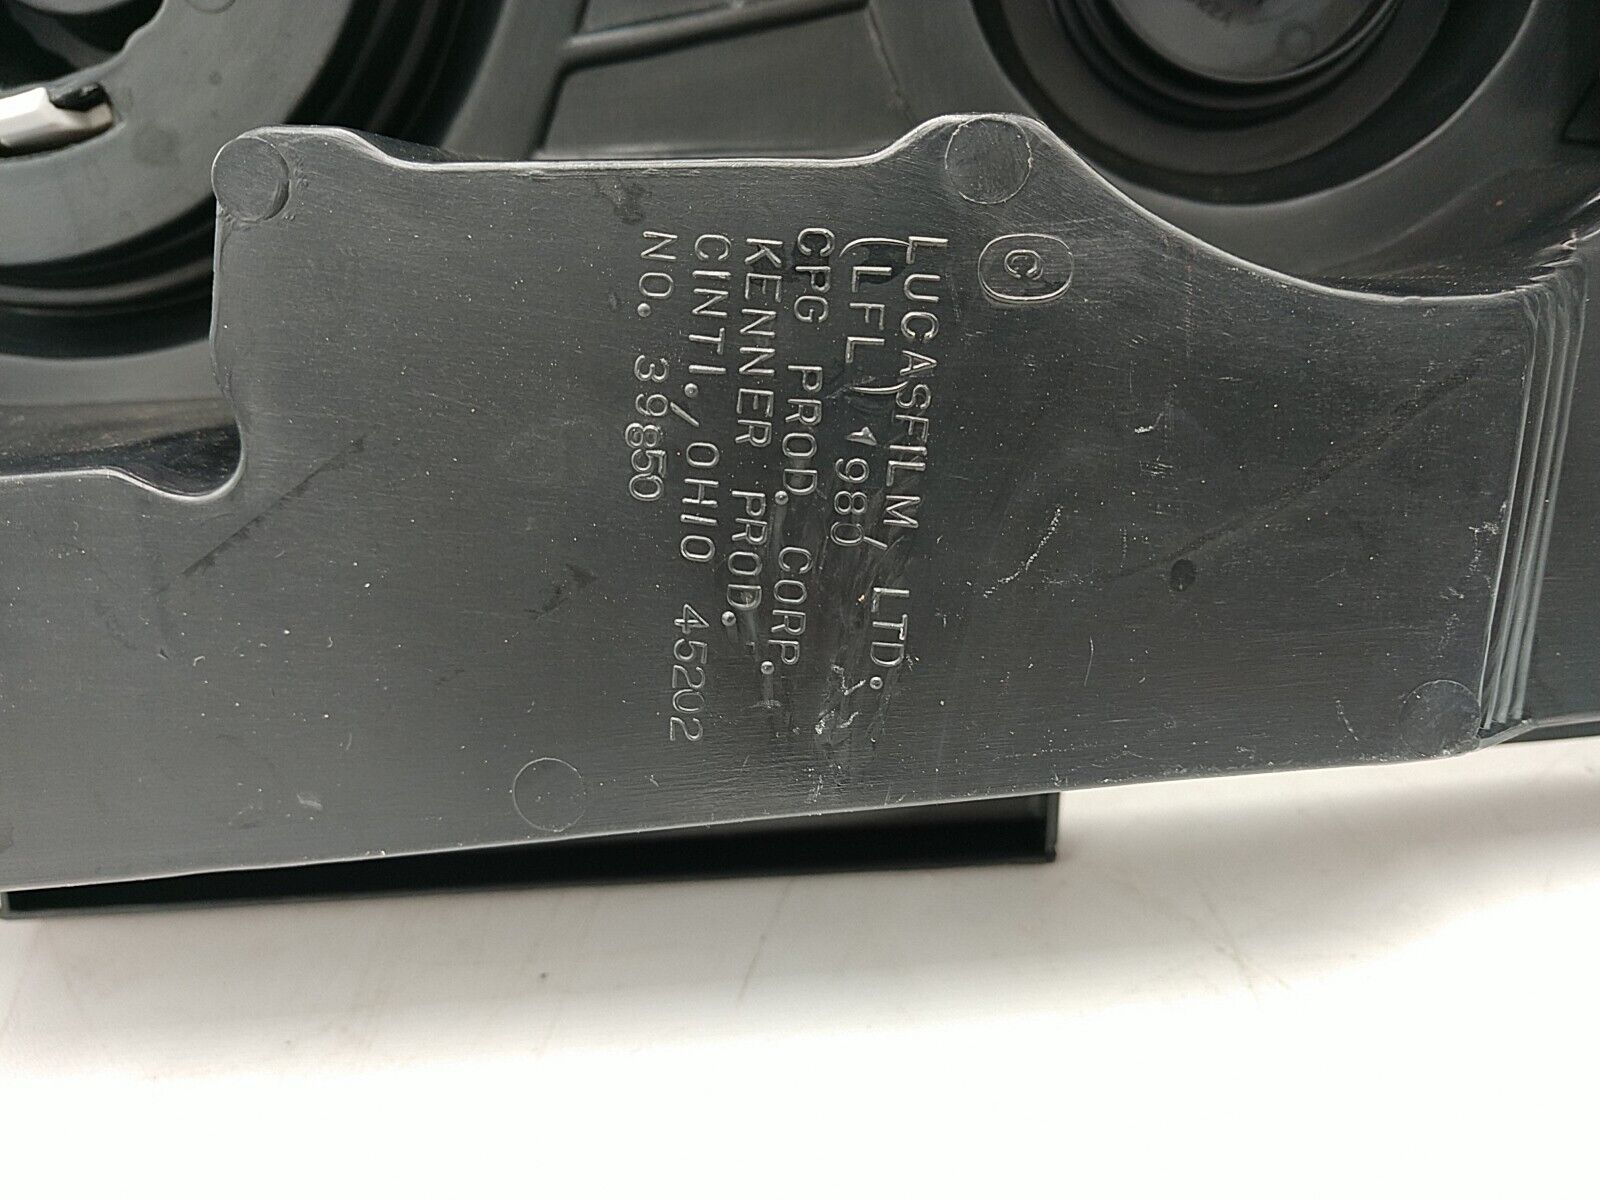 ©
LUCASFILM, LTD.
(LFL) 1980
CPG PROD. CORP.
KENNER PROD.
CINTI., OHIO 45202
NO. 39850